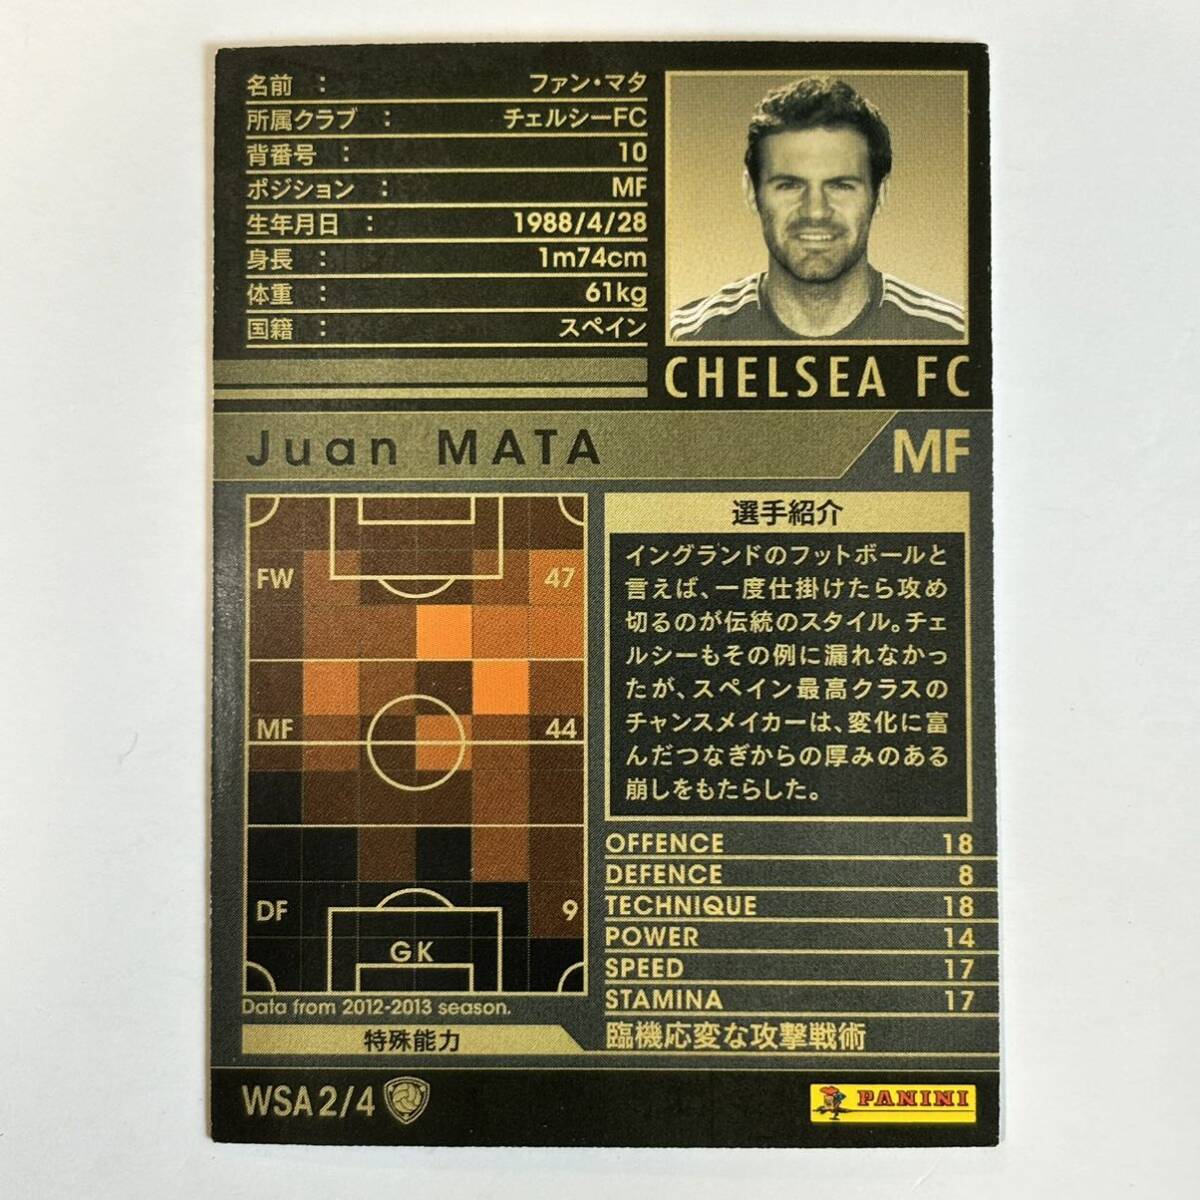 名前 : ファン・マタ
所属クラブ : チェルシーFC
背番号 : 10
ポジション : MF
生年月日 : 1988/4/28
身長 : 1m74cm
体重 : 61kg
国籍 : スペイン
CHELSEA FC
Juan MATA
MF
FW 47
MF 44
DF 9
GK
Data from 2012-2013 season.
選手紹介
イングランドのフットボールと
言えば、一度仕掛けたら攻め
切るのが伝統のスタイル。チェ
ルシーもその例に漏れなかっ
たが、スペイン最高クラスの
チャンスメイカーは、変化に富
んだつなぎからの厚みのある
崩しをもたらした。
OFFENCE 18
DEFENCE 8
TECHNIQUE 18
POWER 14
SPEED 17
STAMINA 17
特殊能力
臨機応変な攻撃戦術
WSA 2/4
PANINI